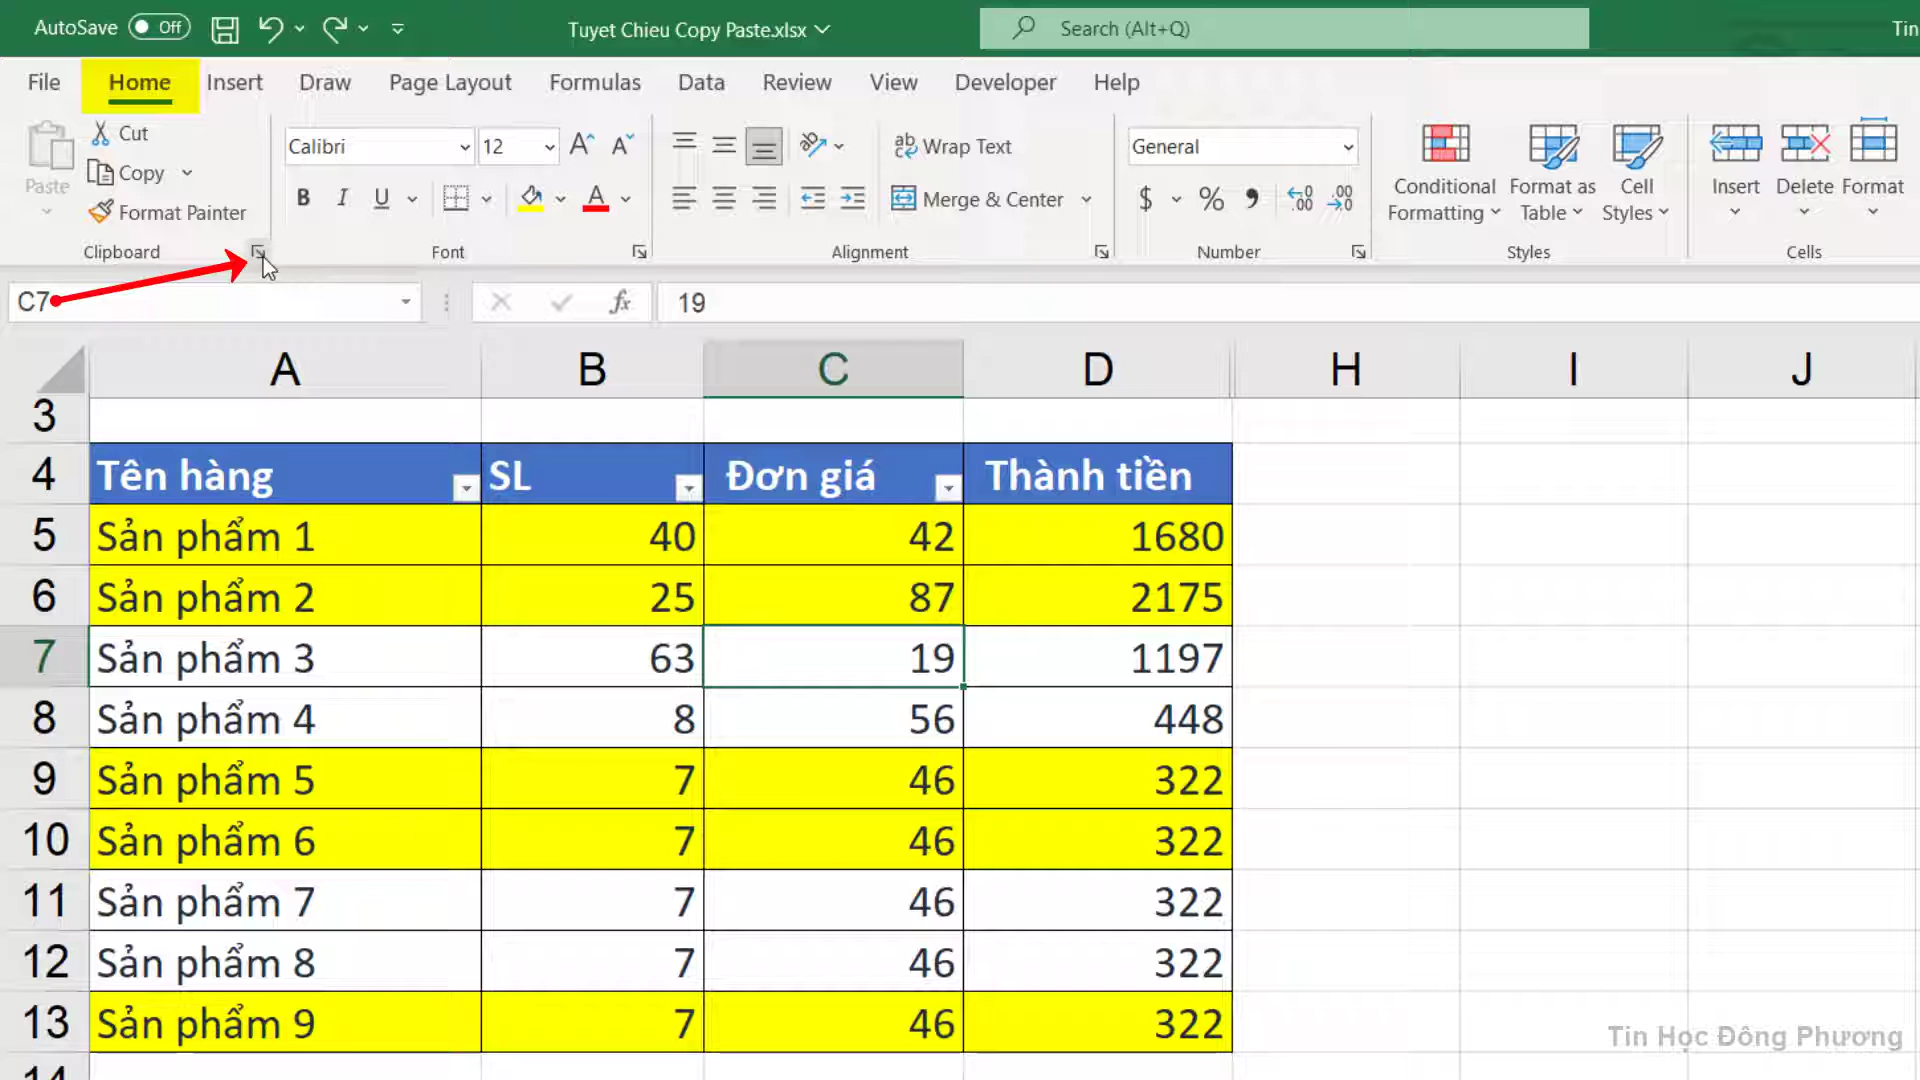 AutoSave Off Tuyet Chieu Copy Paste.xlsx Search (Alt+Q) Tin
File Home Insert Draw Page Layout Formulas Data Review View Developer Help
Paste Cut Copy Format Painter
Clipboard
Calibri 12
B I U A
Font
Wrap Text
Merge & Center
Alignment
General
$ % 9 .00 .00
Number
Conditional Formatting Format as Table Cell Styles
Styles
Insert Delete Format
Cells
C7 fx 19
A B C D H I J
3
4 Tên hàng SL Đơn giá Thành tiền
5 Sản phẩm 1 40 42 1680
6 Sản phẩm 2 25 87 2175
7 Sản phẩm 3 63 19 1197
8 Sản phẩm 4 8 56 448
9 Sản phẩm 5 7 46 322
10 Sản phẩm 6 7 46 322
11 Sản phẩm 7 7 46 322
12 Sản phẩm 8 7 46 322
13 Sản phẩm 9 7 46 322
14
Tin Học Đông Phương